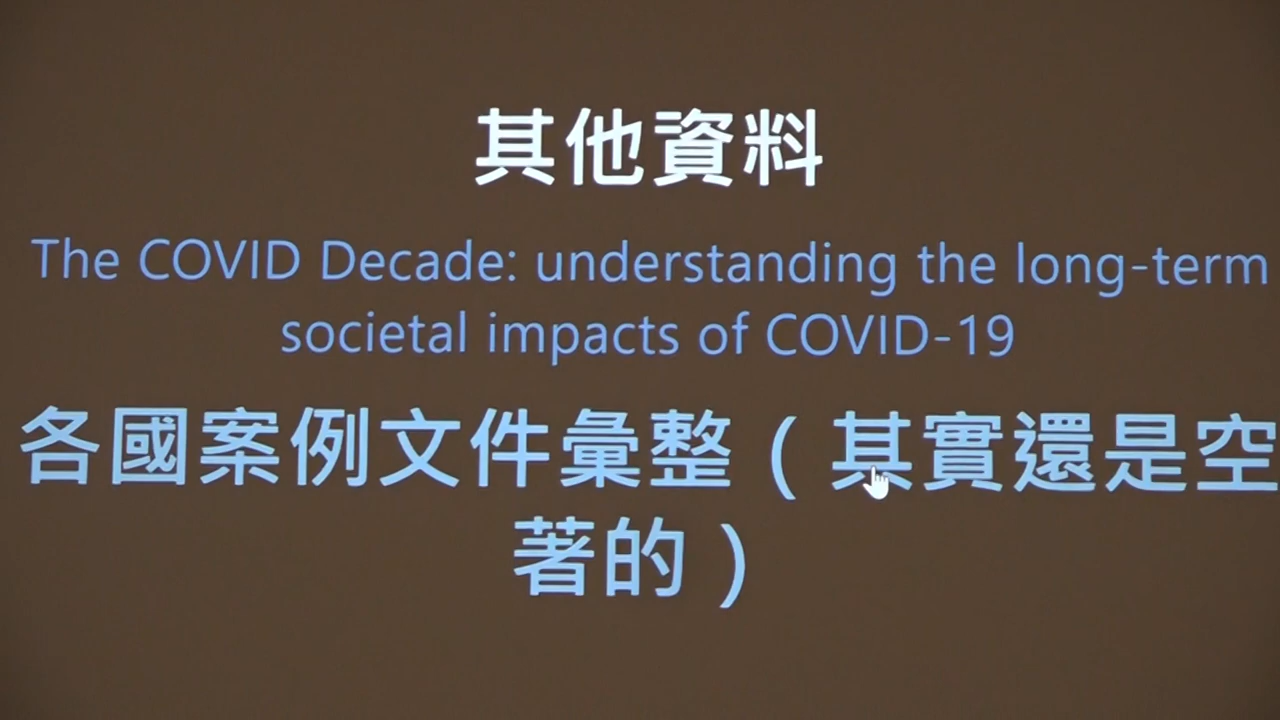 其他資料
The COVID Decade: understanding the long-term
societal impacts of COVID-19
各國案例文件彙整（其實還是空
著的）